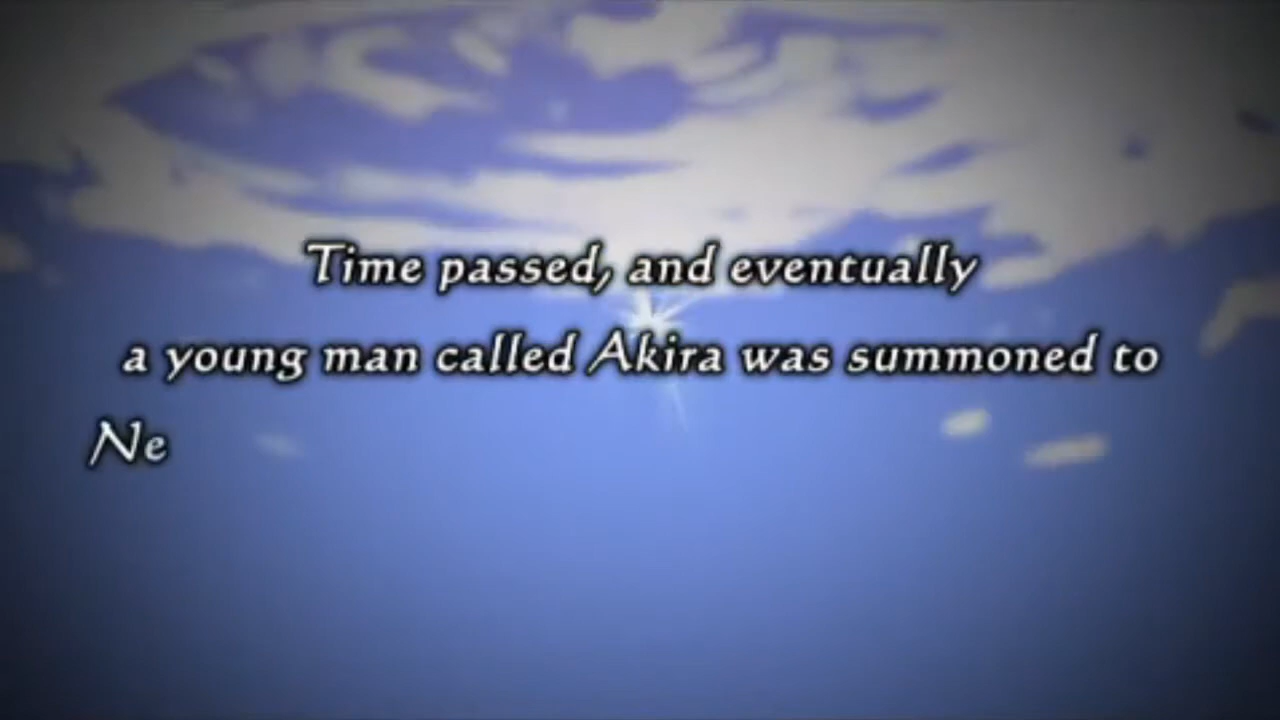 Time passed, and eventually
a young man called Akira was summoned to
Ne